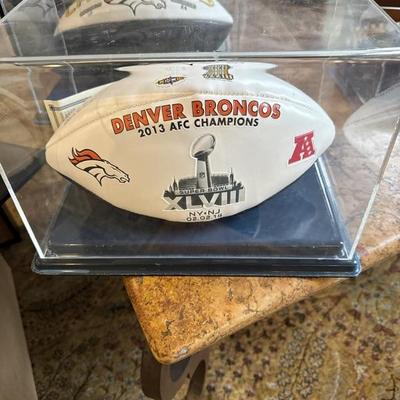 DENVER BRONCOS
2013 AFC CHAMPIONS
SUPER BOWL
XLVIII
NY•NJ
02.02.14